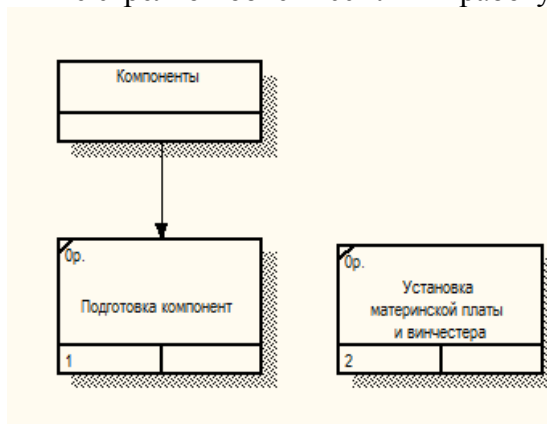 Компоненты
0р.
Подготовка компонент
1
0р.
Установка
материнской платы
и винчестера
2